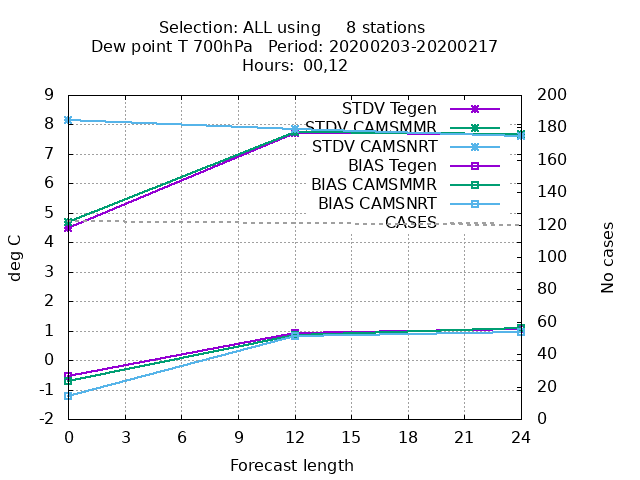 Selection: ALL using 8 stations
Dew point T 700hPa Period: 20200203-20200217
Hours: 00,12
STDV Tegen
STDV CAMSMMR
STDV CAMSNRT
BIAS Tegen
BIAS CAMSMMR
BIAS CAMSNRT
CASES
9
8
7
6
5
4
3
2
1
0
-1
-2
deg C
200
180
160
140
120
100
80
60
40
20
0
No cases
0 3 6 9 12 15 18 21 24
Forecast length